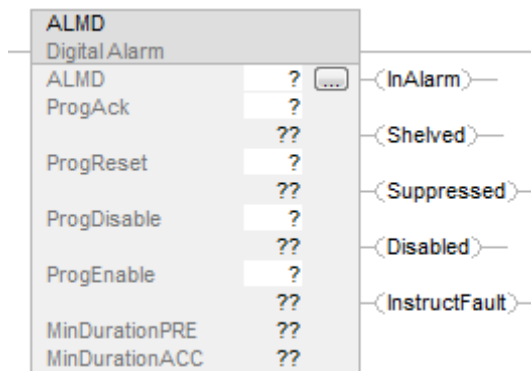 ALMD
Digital Alarm
ALMD ? ... InAlarm
ProgAck ?
?? Shelved
ProgReset ?
?? Suppressed
ProgDisable ?
?? Disabled
ProgEnable ?
?? InstructFault
MinDurationPRE ??
MinDurationACC ??